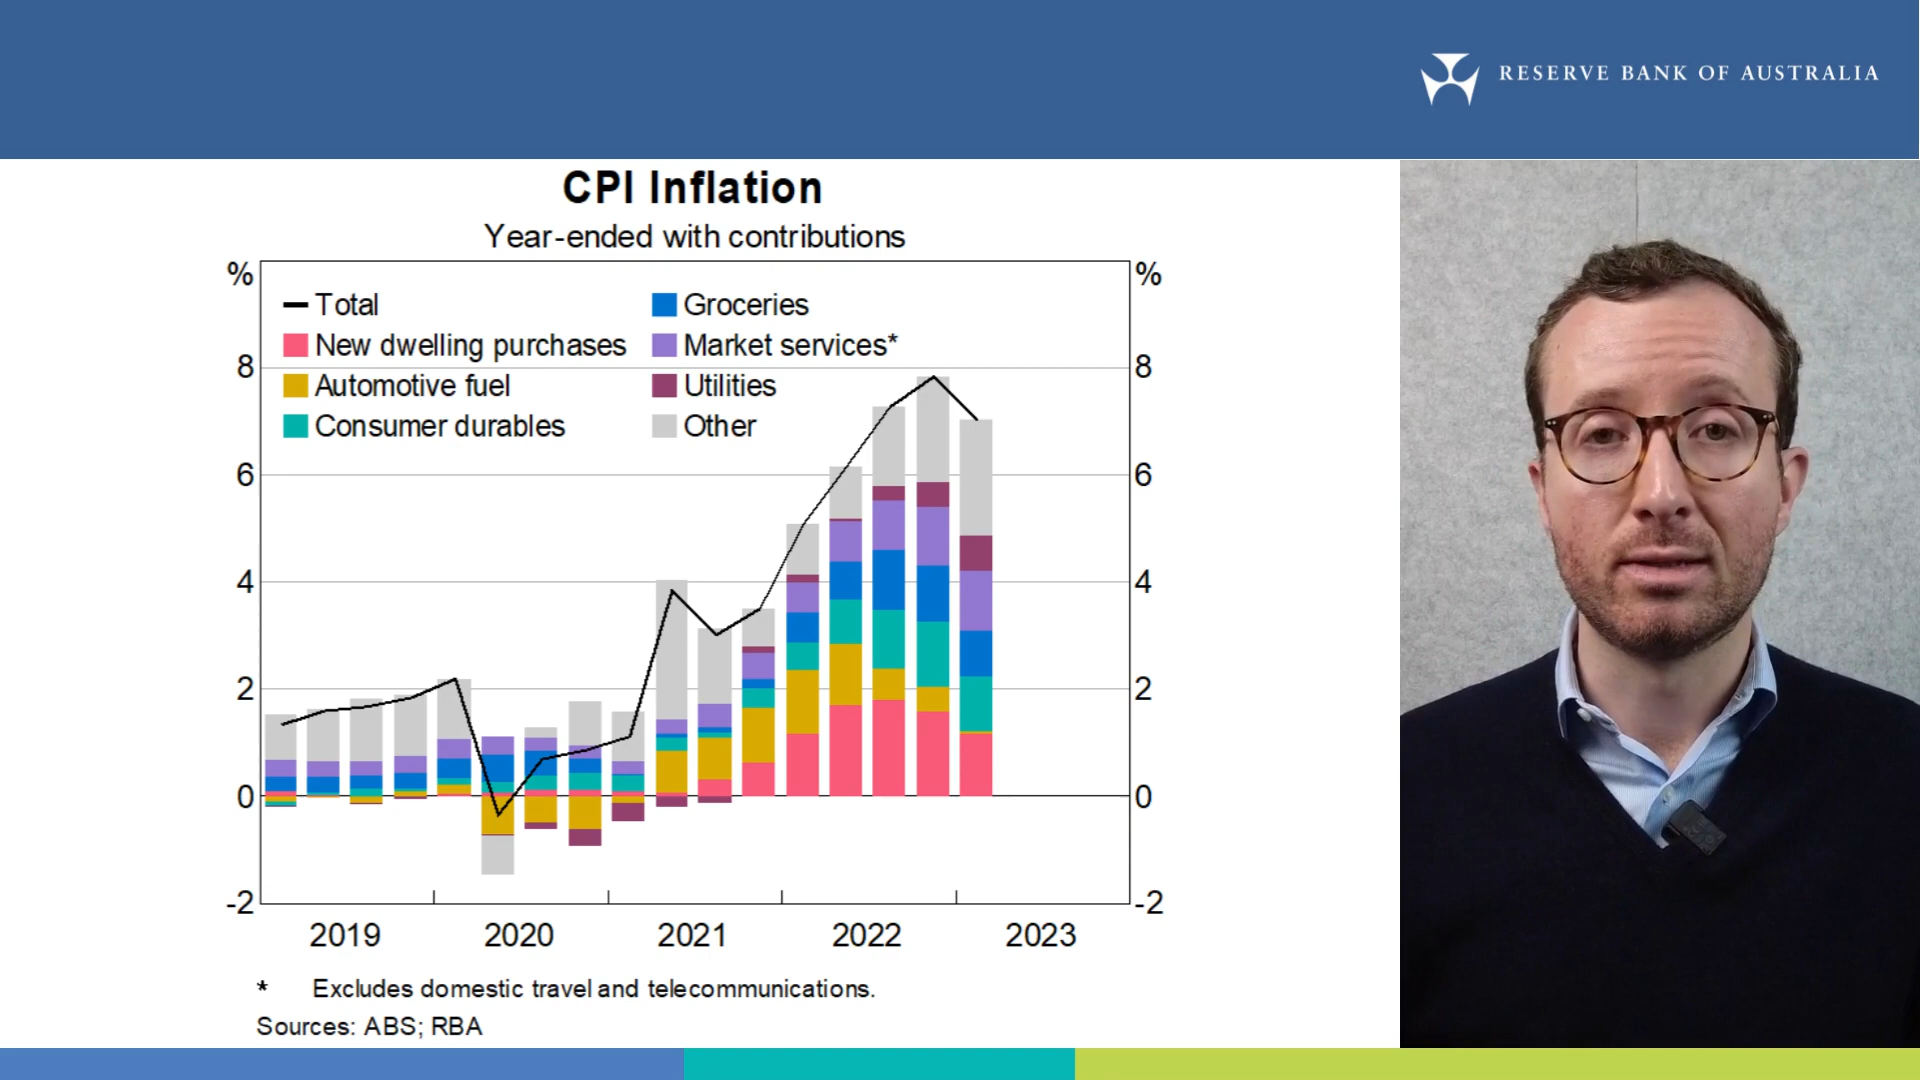 RESERVE BANK OF AUSTRALIA
CPI Inflation
Year-ended with contributions
% %
Total Groceries
New dwelling purchases Market services*
8 8
Automotive fuel Utilities
Consumer durables Other
6 6
4 4
2 2
0 0
-2 -2
2019 2020 2021 2022 2023
* Excludes domestic travel and telecommunications.
Sources: ABS; RBA